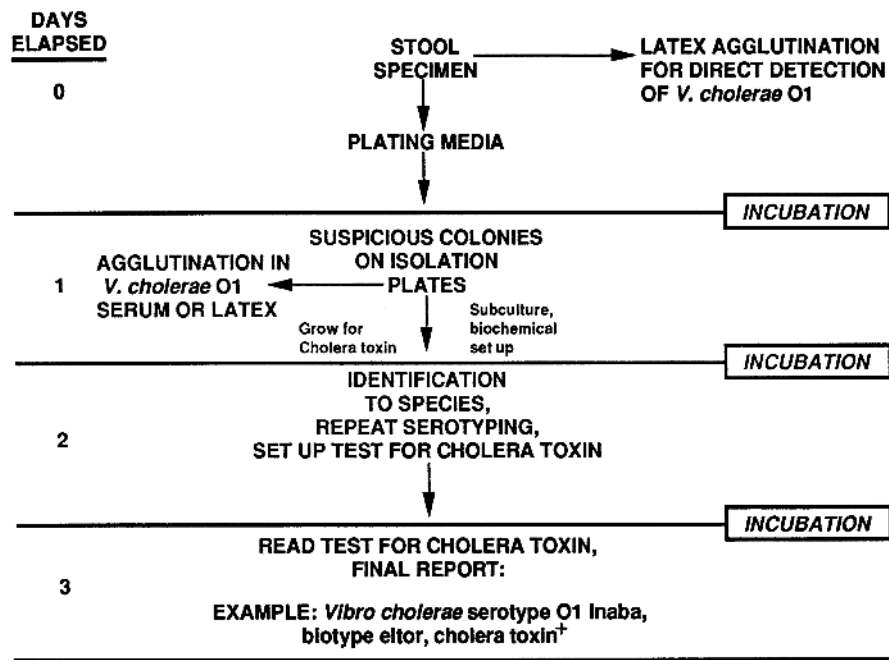 DAYS
ELAPSED
0
STOOL
SPECIMEN
LATEX AGGLUTINATION
FOR DIRECT DETECTION
OF V. cholerae O1
PLATING MEDIA
INCUBATION
1
SUSPICIOUS COLONIES
ON ISOLATION
PLATES
AGGLUTINATION IN
V. cholerae O1
SERUM OR LATEX
Grow for
Cholera toxin
Subculture,
biochemical
set up
INCUBATION
2
IDENTIFICATION
TO SPECIES,
REPEAT SEROTYPING,
SET UP TEST FOR CHOLERA TOXIN
INCUBATION
3
READ TEST FOR CHOLERA TOXIN,
FINAL REPORT:
EXAMPLE: Vibro cholerae serotype O1 Inaba,
biotype eltor, cholera toxin+